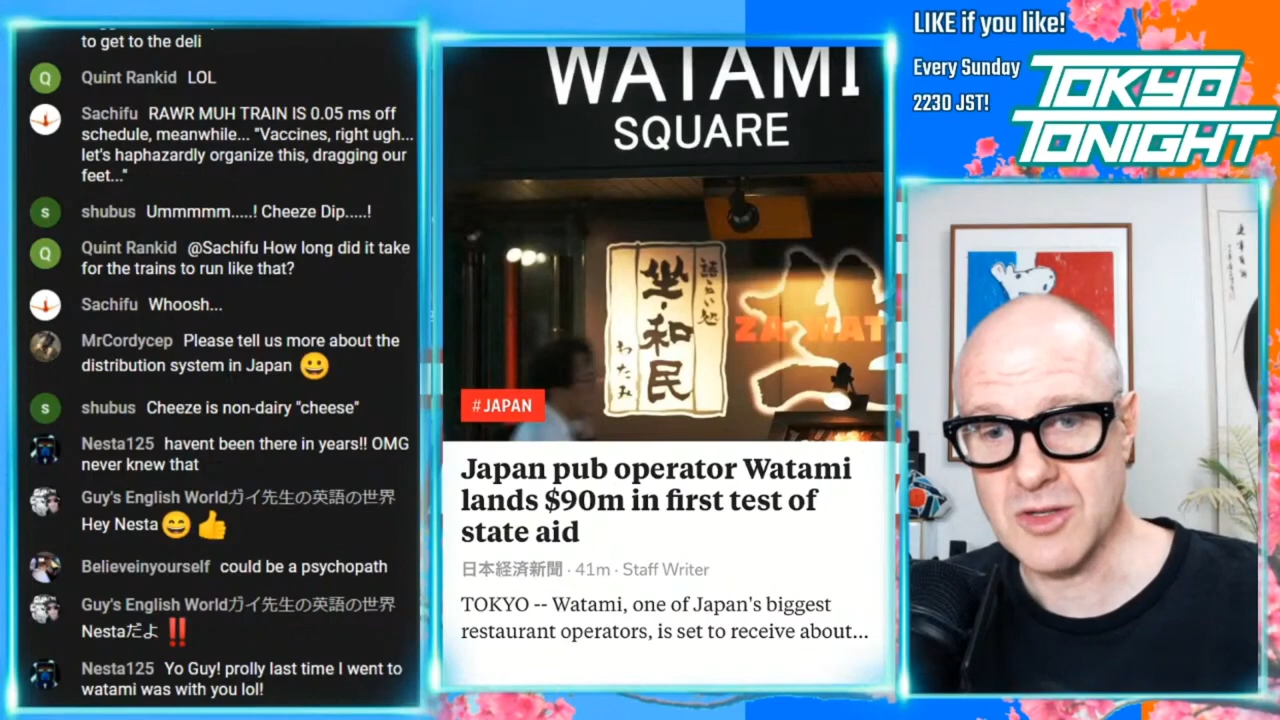 to get to the deli
Q Quint Rankid LOL
Sachifu RAWR MUH TRAIN IS 0.05 ms off
schedule, meanwhile... "Vaccines, right ugh...
let's haphazardly organize this, dragging our
feet..."
s shubus Ummmmm.....! Cheeze Dip.....!
Q Quint Rankid @Sachifu How long did it take
for the trains to run like that?
Sachifu Whoosh...
MrCordycep Please tell us more about the
distribution system in Japan 😀
s shubus Cheeze is non-dairy "cheese"
Nesta125 havent been there in years!! OMG
never knew that
Guy's English Worldガイ先生の英語の世界
Hey Nesta😄👍
Believeinyourself could be a psychopath
Guy's English Worldガイ先生の英語の世界
Nestaだよ‼️
Nesta125 Yo Guy! prolly last time I went to
watami was with you lol!
WATAMI
SQUARE
語らい処
坐・和民
わたみ
ZA-WAT
#JAPAN
Japan pub operator Watami
lands $90m in first test of
state aid
日本経済新聞 · 41m · Staff Writer
TOKYO -- Watami, one of Japan's biggest
restaurant operators, is set to receive about...
LIKE if you like!
Every Sunday
2230 JST!
TOKYO
TONIGHT